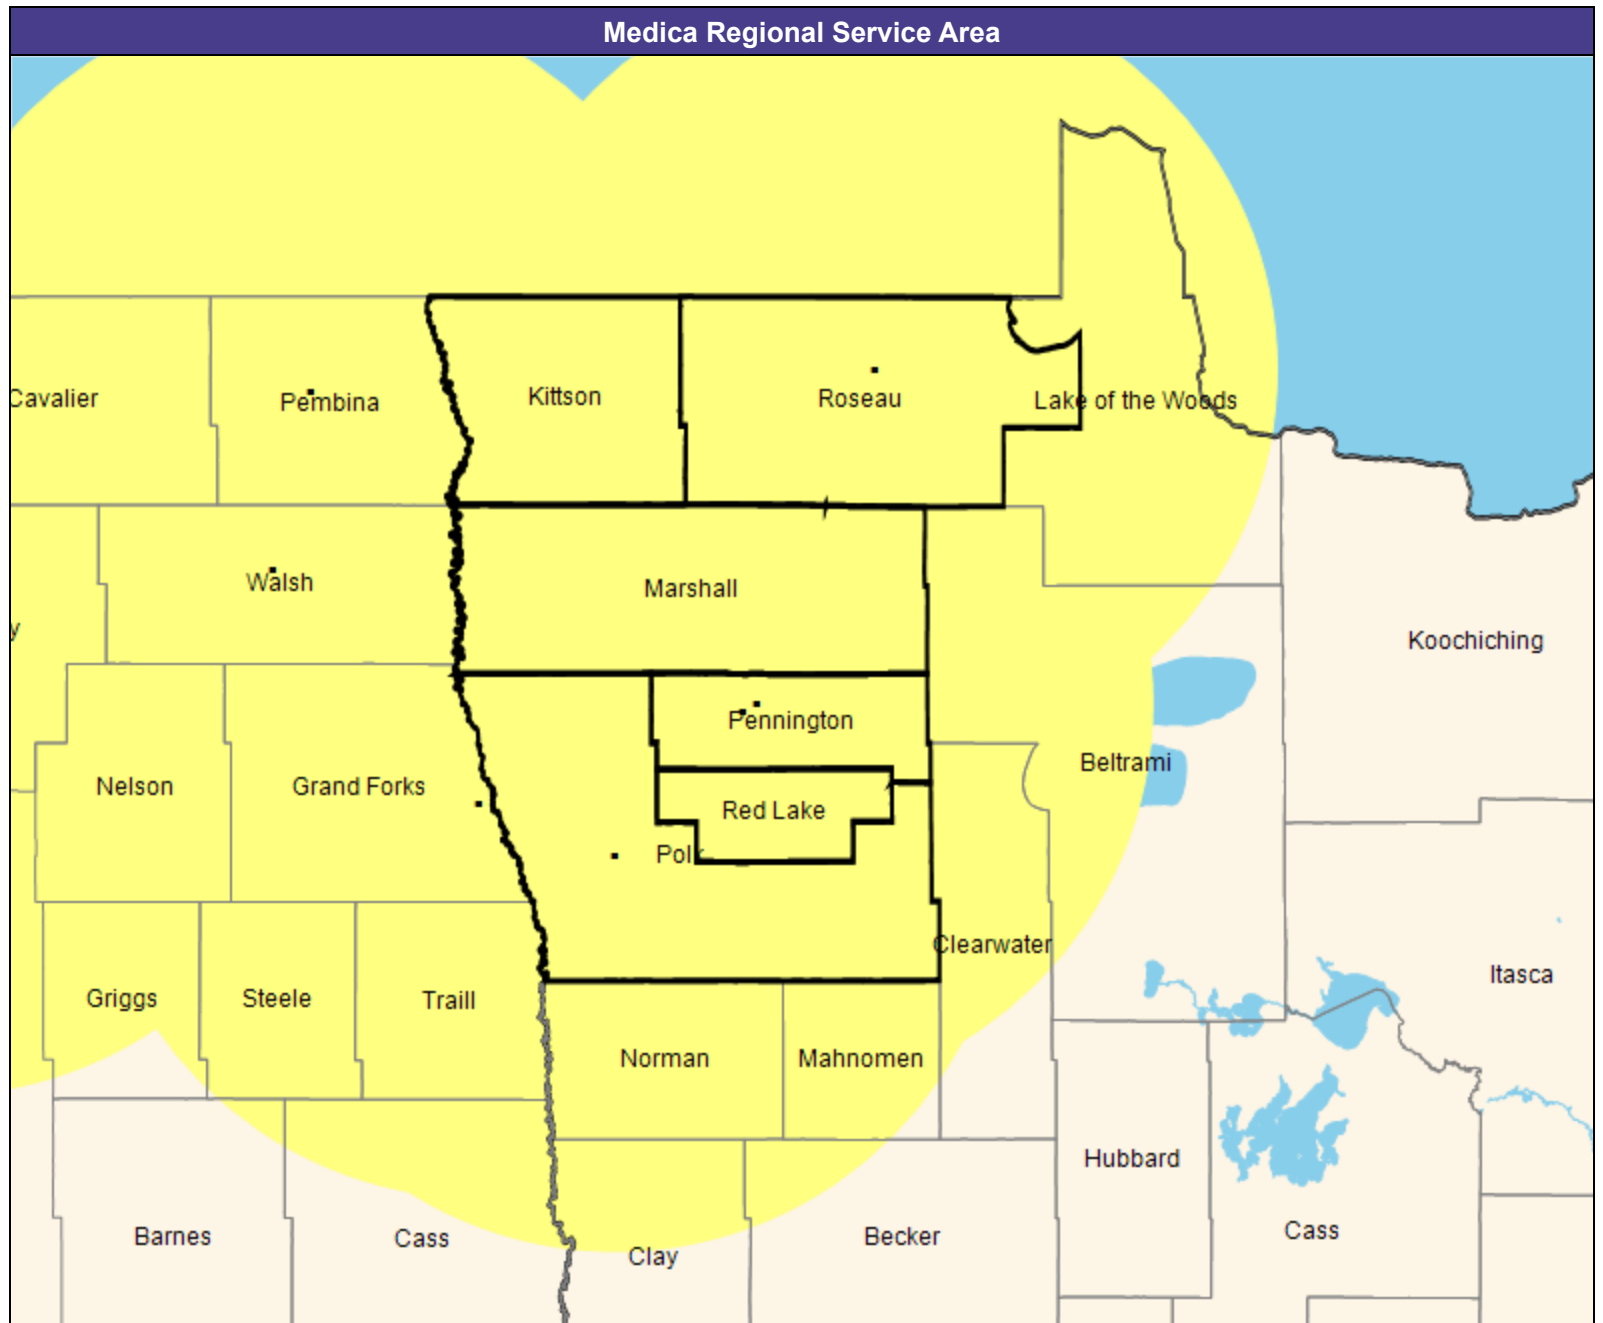 Medica Regional Service Area
Cavalier
Pembina
Kittson
Roseau
Lake of the Woods
Walsh
Marshall
y
Koochiching
Pennington
Beltrami
Nelson
Grand Forks
Red Lake
Polk
Clearwater
Itasca
Griggs
Steele
Traill
Norman
Mahnomen
Hubbard
Barnes
Cass
Clay
Becker
Cass